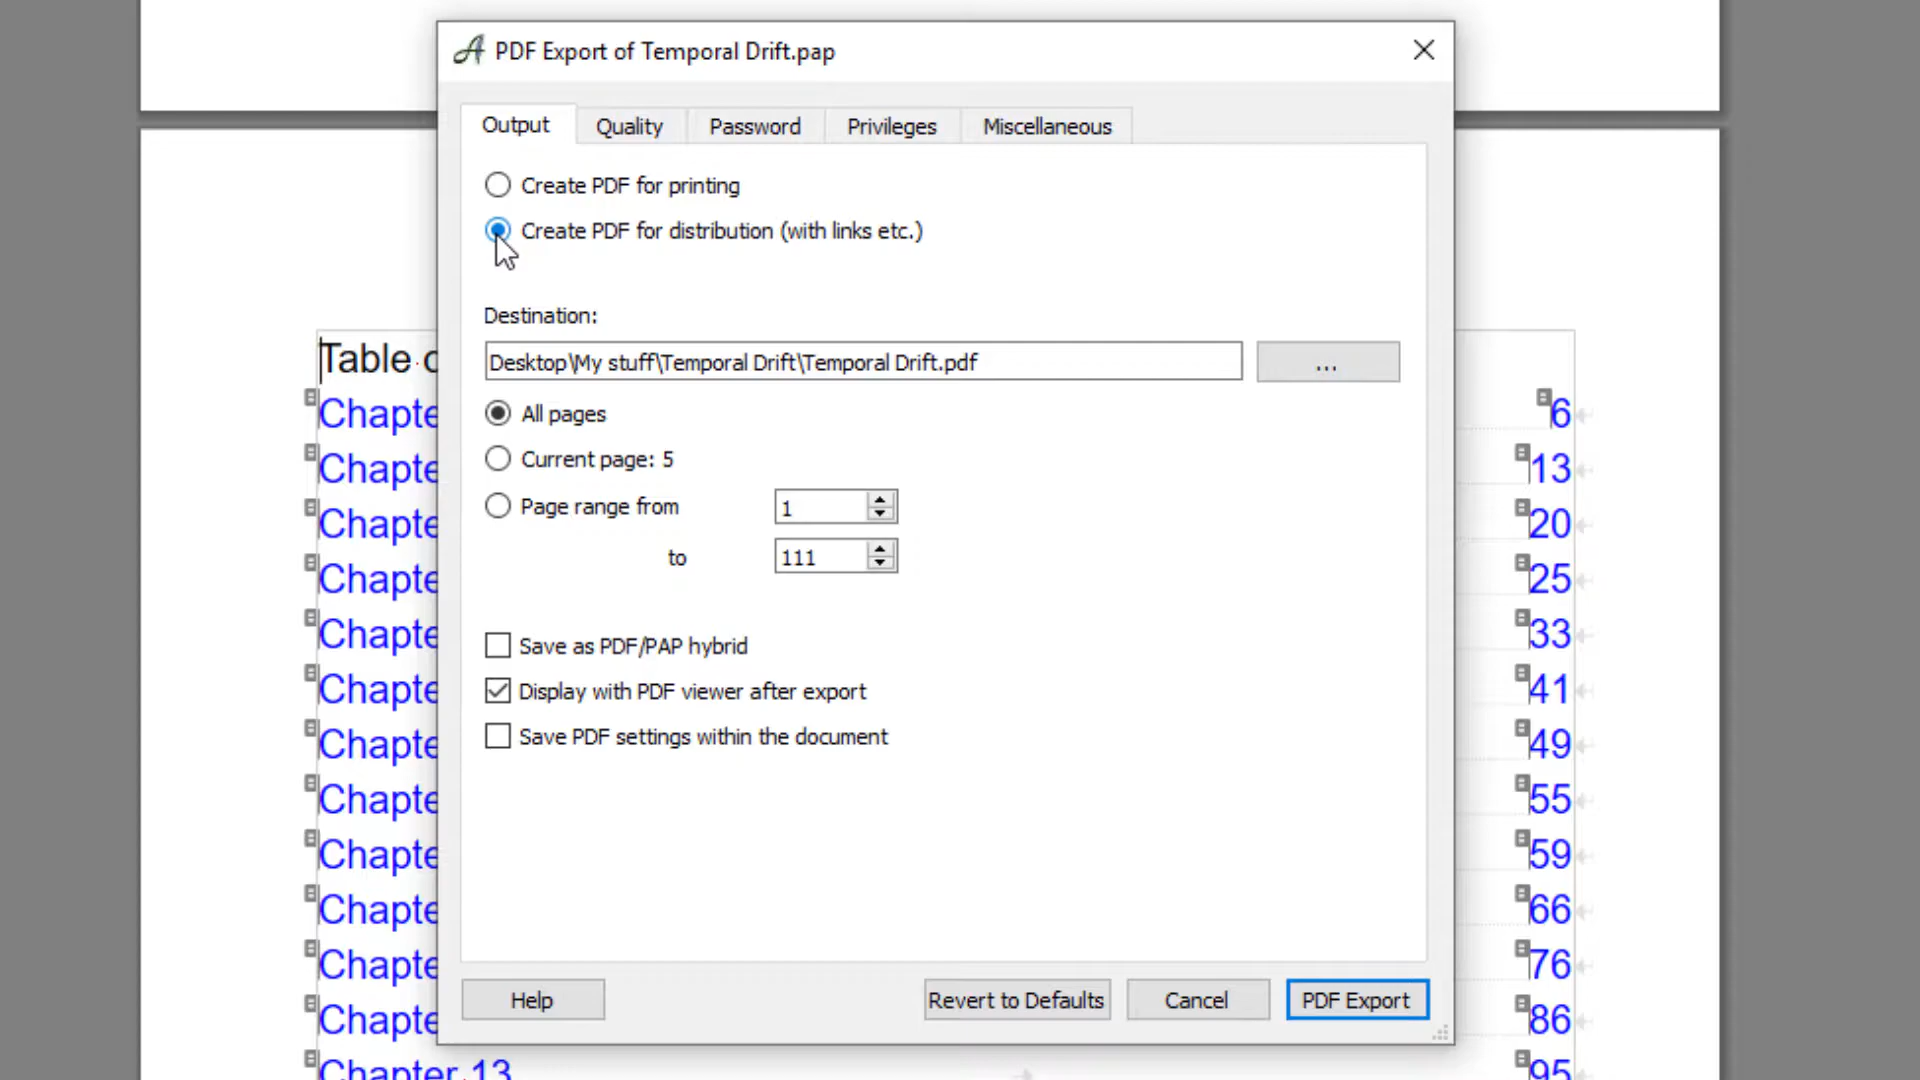 PDF Export of Temporal Drift.pap
Output Quality Password Privileges Miscellaneous
Create PDF for printing
Create PDF for distribution (with links etc.)
Destination:
Desktop\My stuff\Temporal Drift\Temporal Drift.pdf ...
All pages
Current page: 5
Page range from 1
to 111
Save as PDF/PAP hybrid
Display with PDF viewer after export
Save PDF settings within the document
Help Revert to Defaults Cancel PDF Export
Table
Chapte 6
Chapte 13
Chapte 20
Chapte 25
Chapte 33
Chapte 41
Chapte 49
Chapte 55
Chapte 59
Chapte 66
Chapte 76
Chapte 86
Chapter 13 95